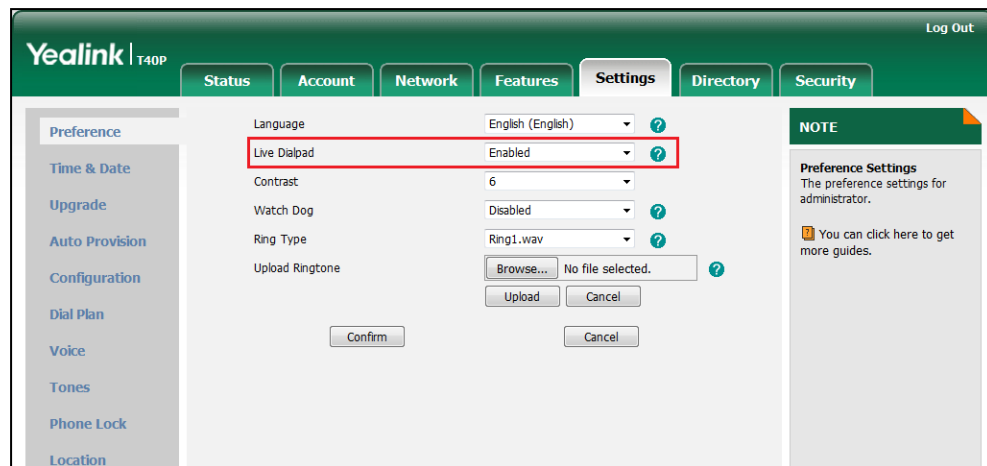 Log Out
Yealink | T40P
Status Account Network Features Settings Directory Security
Preference
Time & Date
Upgrade
Auto Provision
Configuration
Dial Plan
Voice
Tones
Phone Lock
Location
Language English (English) ?
Live Dialpad Enabled ?
Contrast 6
Watch Dog Disabled ?
Ring Type Ring1.wav ?
Upload Ringtone Browse... No file selected. ?
Upload Cancel
Confirm Cancel
NOTE
Preference Settings
The preference settings for
administrator.
? You can click here to get
more guides.